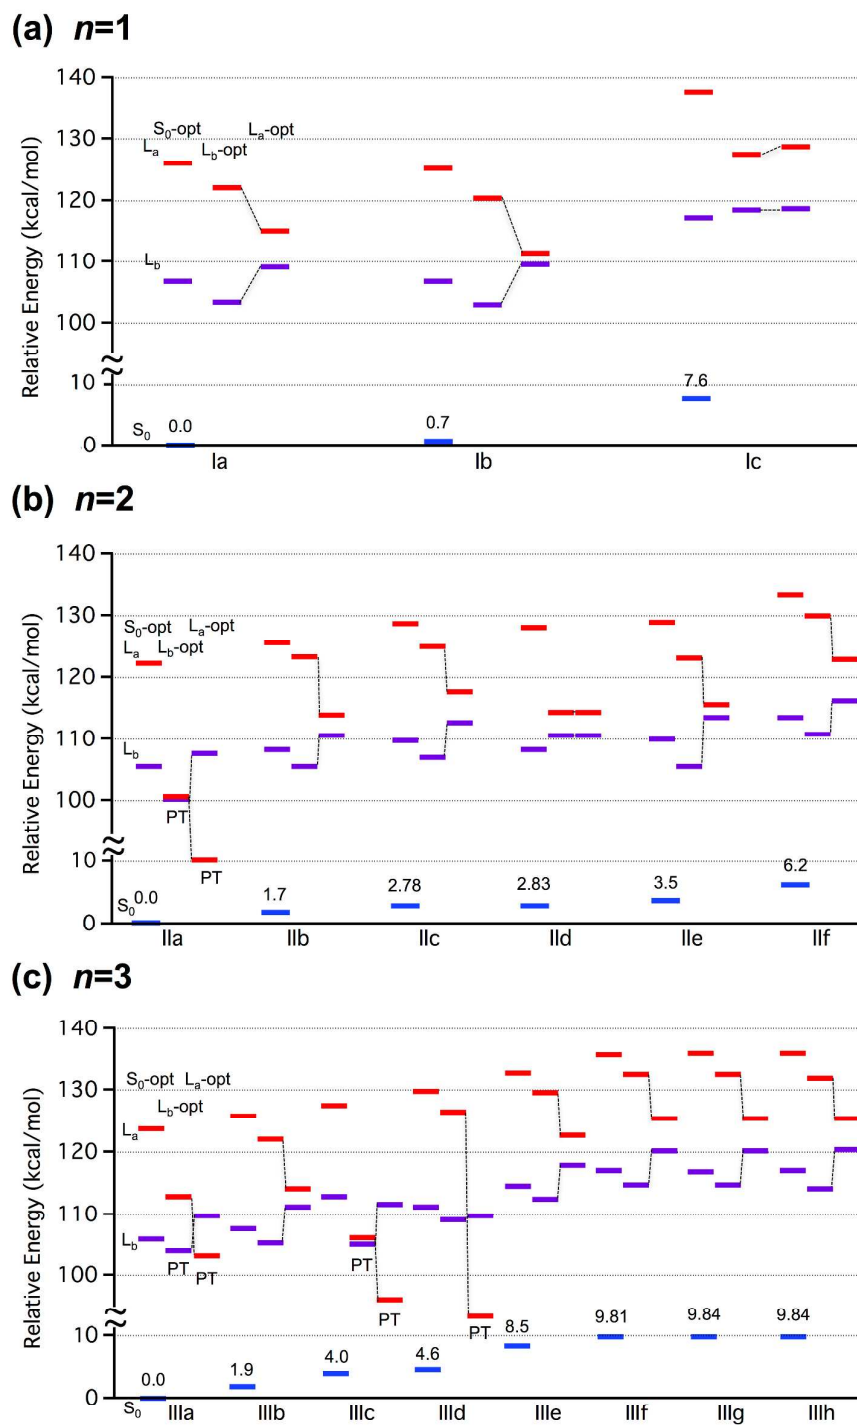 (a) n=1
140
S0-opt La-opt
130
La Lb-opt
120
Lb
110
100
Relative Energy (kcal/mol)
≈
10
7.6
S0 0.0
0.7
0
Ia Ib Ic
(b) n=2
140
130
S0-opt La-opt
La Lb-opt
120
Lb
110
100
PT
Relative Energy (kcal/mol)
≈
10
PT
S0 0.0
1.7
2.78
2.83
3.5
6.2
0
IIa IIb IIc IId IIe IIf
(c) n=3
140
130
S0-opt La-opt
Lb-opt
La
120
110
Lb
PT PT
PT
100
PT
PT
Relative Energy (kcal/mol)
≈
10
0.0
1.9
4.0
4.6
8.5
9.81
9.84
9.84
0
S0
IIIa IIIb IIIc IIId IIIe IIIf IIIg IIIh